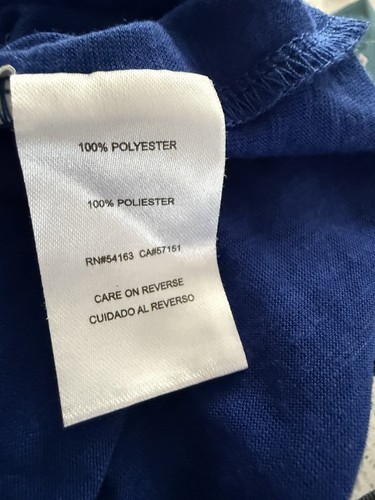 100% POLYESTER
100% POLIESTER
RN#54163 CA#57151
CARE ON REVERSE
CUIDADO AL REVERSO